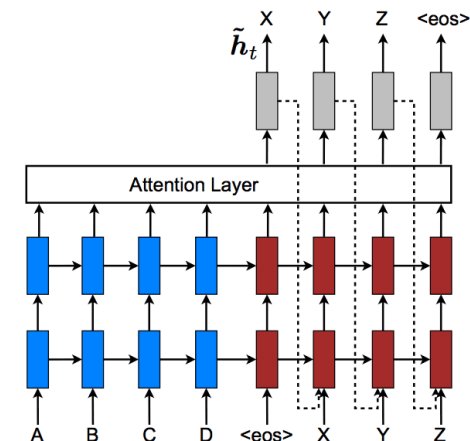 X Y Z <eos>
h̃ₜ
Attention Layer
A B C D <eos> X Y Z